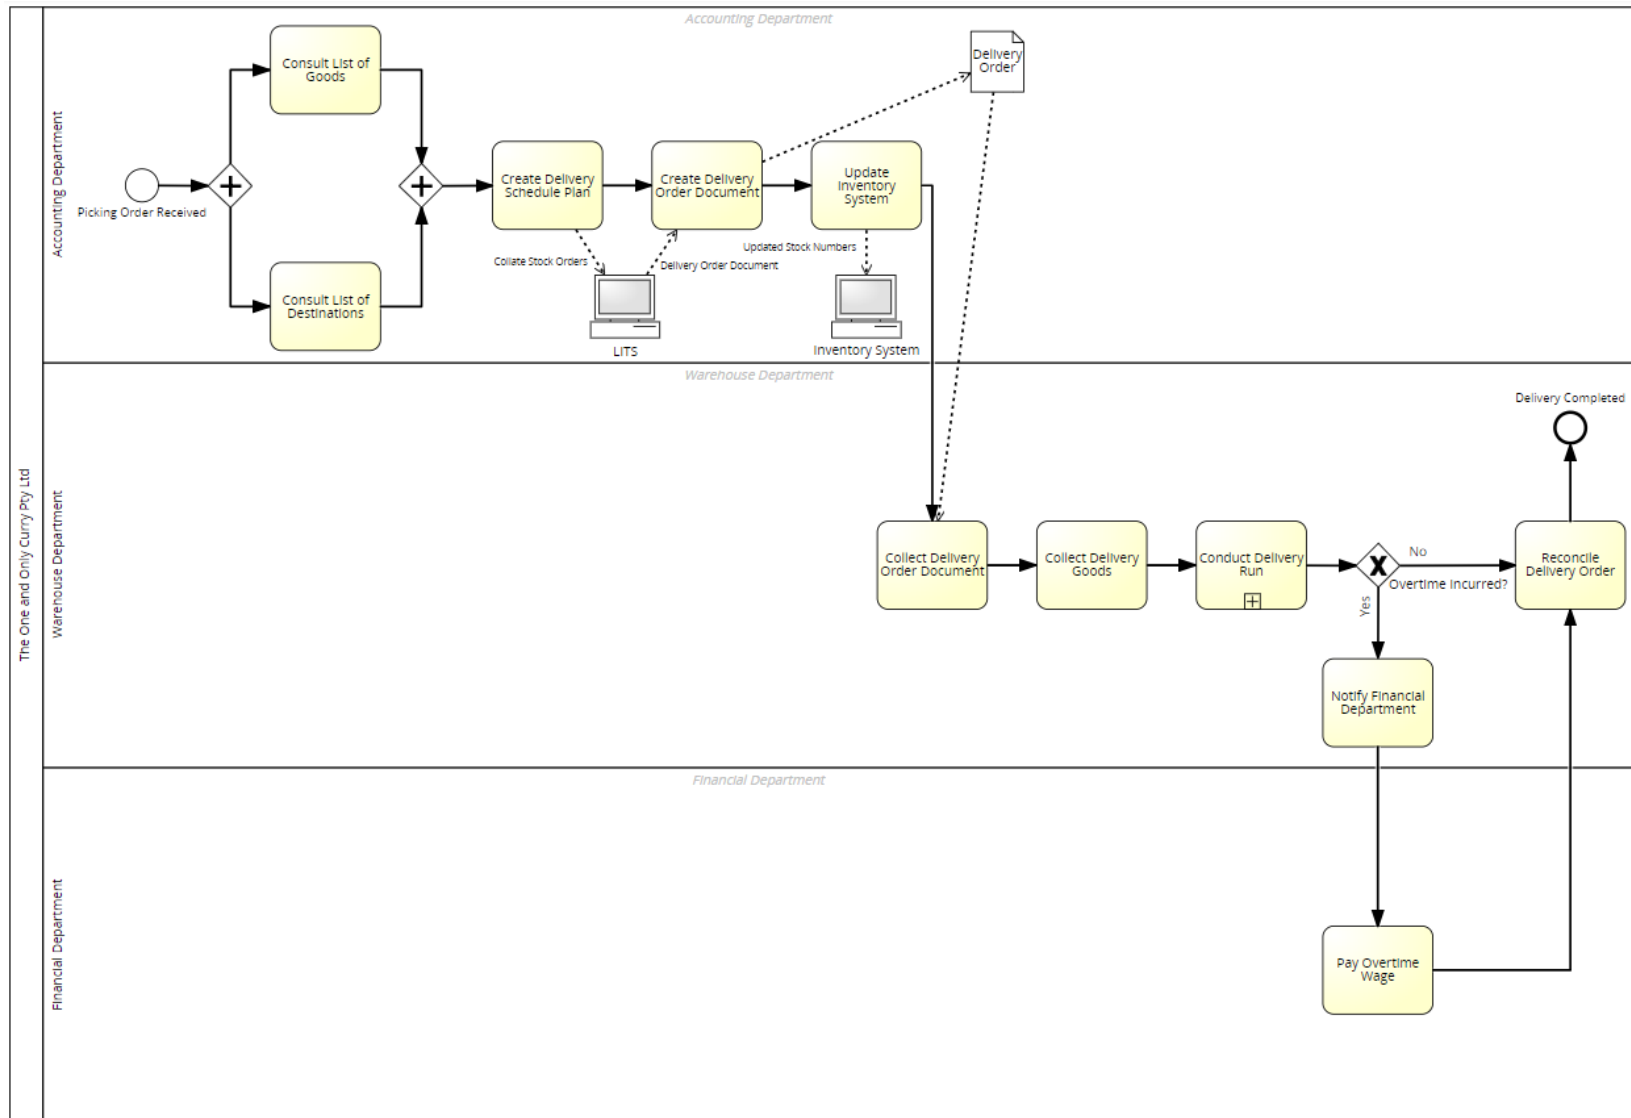 The One and Only Curry Pty Ltd
Accounting Department
Accounting Department
Picking Order Received
Consult List of
Goods
Consult List of
Destinations
Create Delivery
Schedule Plan
Create Delivery
Order Document
Update
Inventory
System
Delivery
Order
Collate Stock Orders
Delivery Order Document
Updated Stock Numbers
LITS
Inventory System
Warehouse Department
Warehouse Department
Collect Delivery
Order Document
Collect Delivery
Goods
Conduct Delivery
Run
No
Overtime Incurred?
Yes
Reconcile
Delivery Order
Delivery Completed
Notify Financial
Department
Financial Department
Financial Department
Pay Overtime
Wage